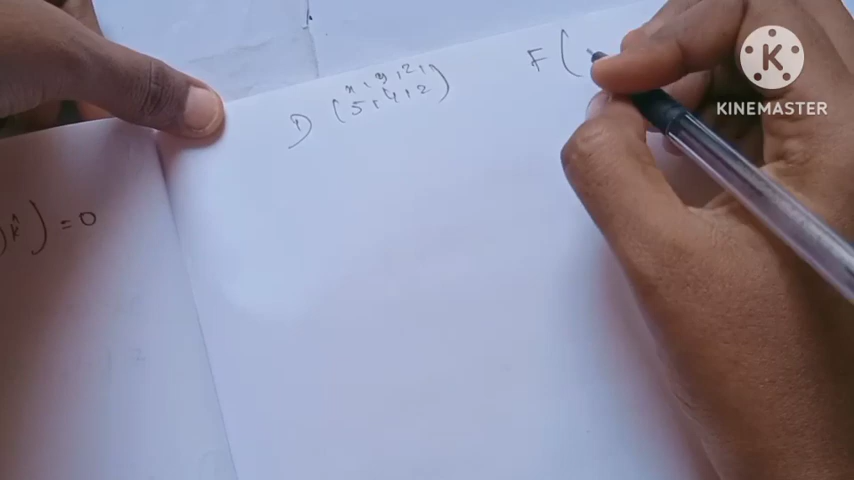 x, y, z,
D (5, 4, 2)
F (
) k̂ ) = 0
K
KINEMASTER